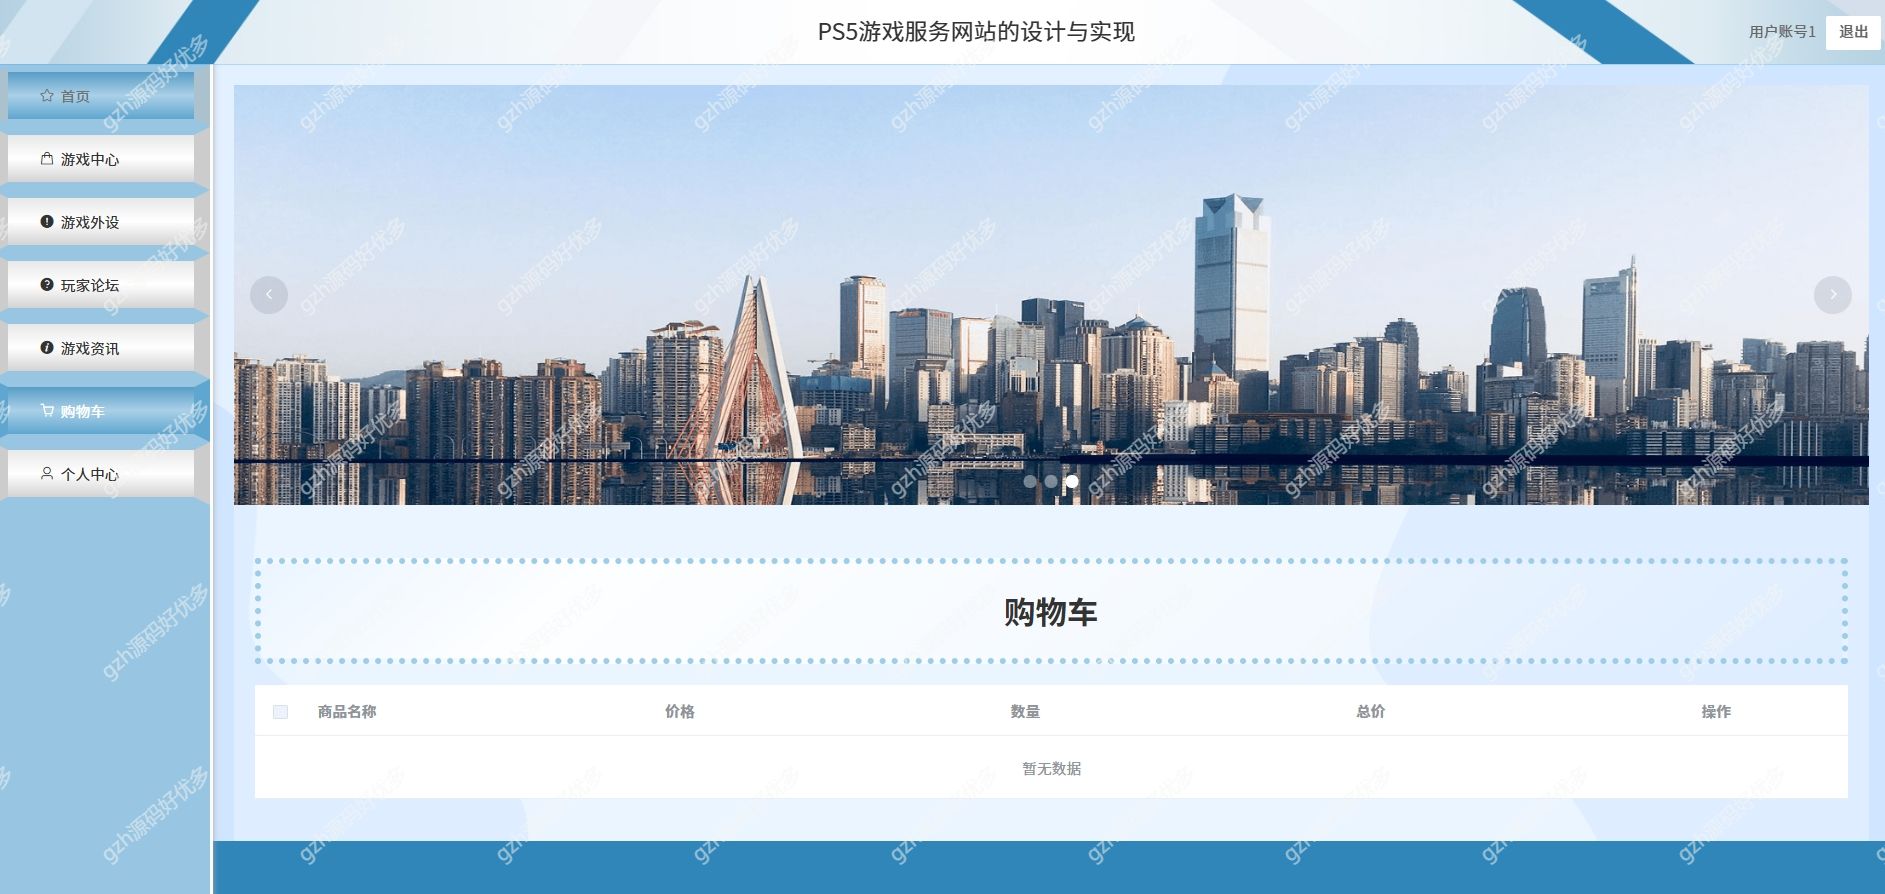 PS5游戏服务网站的设计与实现
用户账号1 退出
首页
游戏中心
游戏外设
玩家论坛
游戏资讯
购物车
个人中心
购物车
商品名称 价格 数量 总价 操作
暂无数据
gzh源码好优多